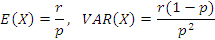 E(X) = r/p, VAR(X) = r(1 − p)/p²